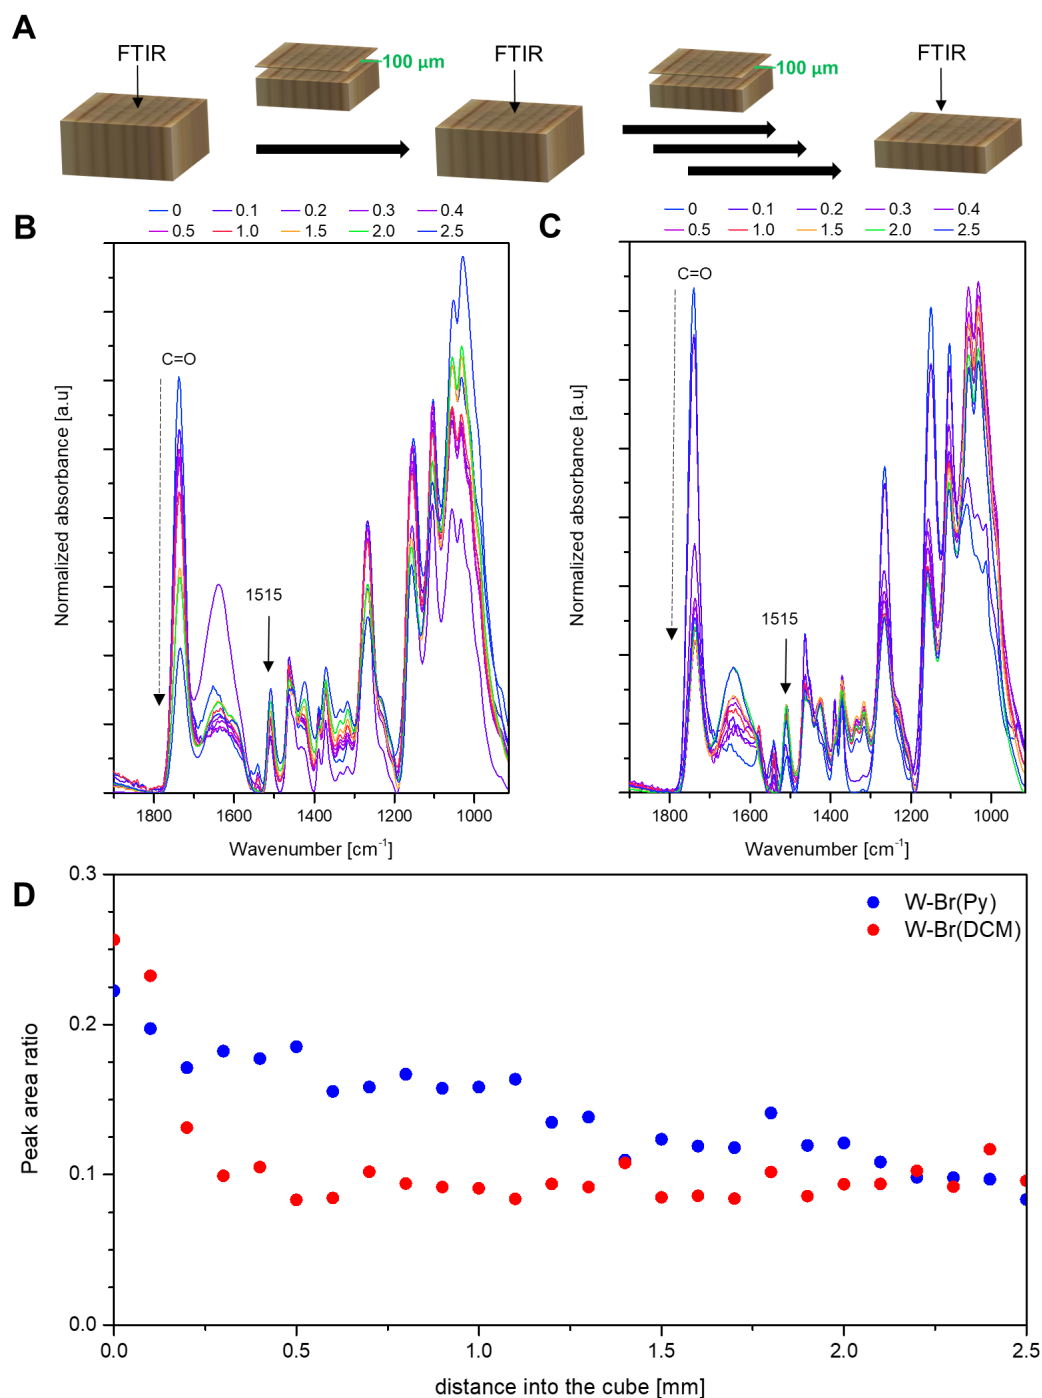 A
FTIR
100 µm
FTIR
100 µm
FTIR
B
0 0.1 0.2 0.3 0.4
0.5 1.0 1.5 2.0 2.5
C=O
1515
Normalized absorbance [a.u]
1800 1600 1400 1200 1000
Wavenumber [cm⁻¹]
C
0 0.1 0.2 0.3 0.4
0.5 1.0 1.5 2.0 2.5
C=O
1515
Normalized absorbance [a.u]
1800 1600 1400 1200 1000
Wavenumber [cm⁻¹]
D
W-Br(Py)
W-Br(DCM)
Peak area ratio
0.3
0.2
0.1
0.0
0.0 0.5 1.0 1.5 2.0 2.5
distance into the cube [mm]